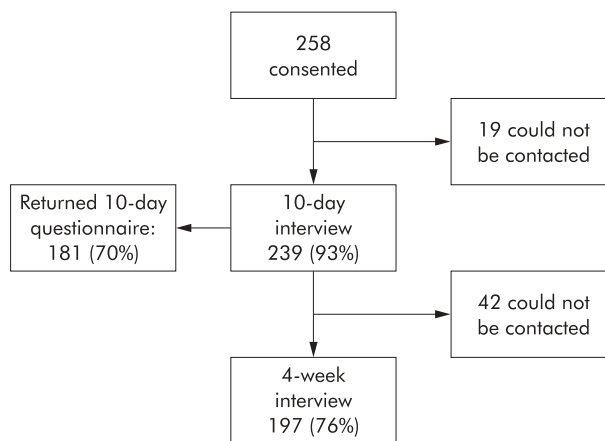 258
consented
19 could not
be contacted
Returned 10-day
questionnaire:
181 (70%)
10-day
interview
239 (93%)
42 could not
be contacted
4-week
interview
197 (76%)